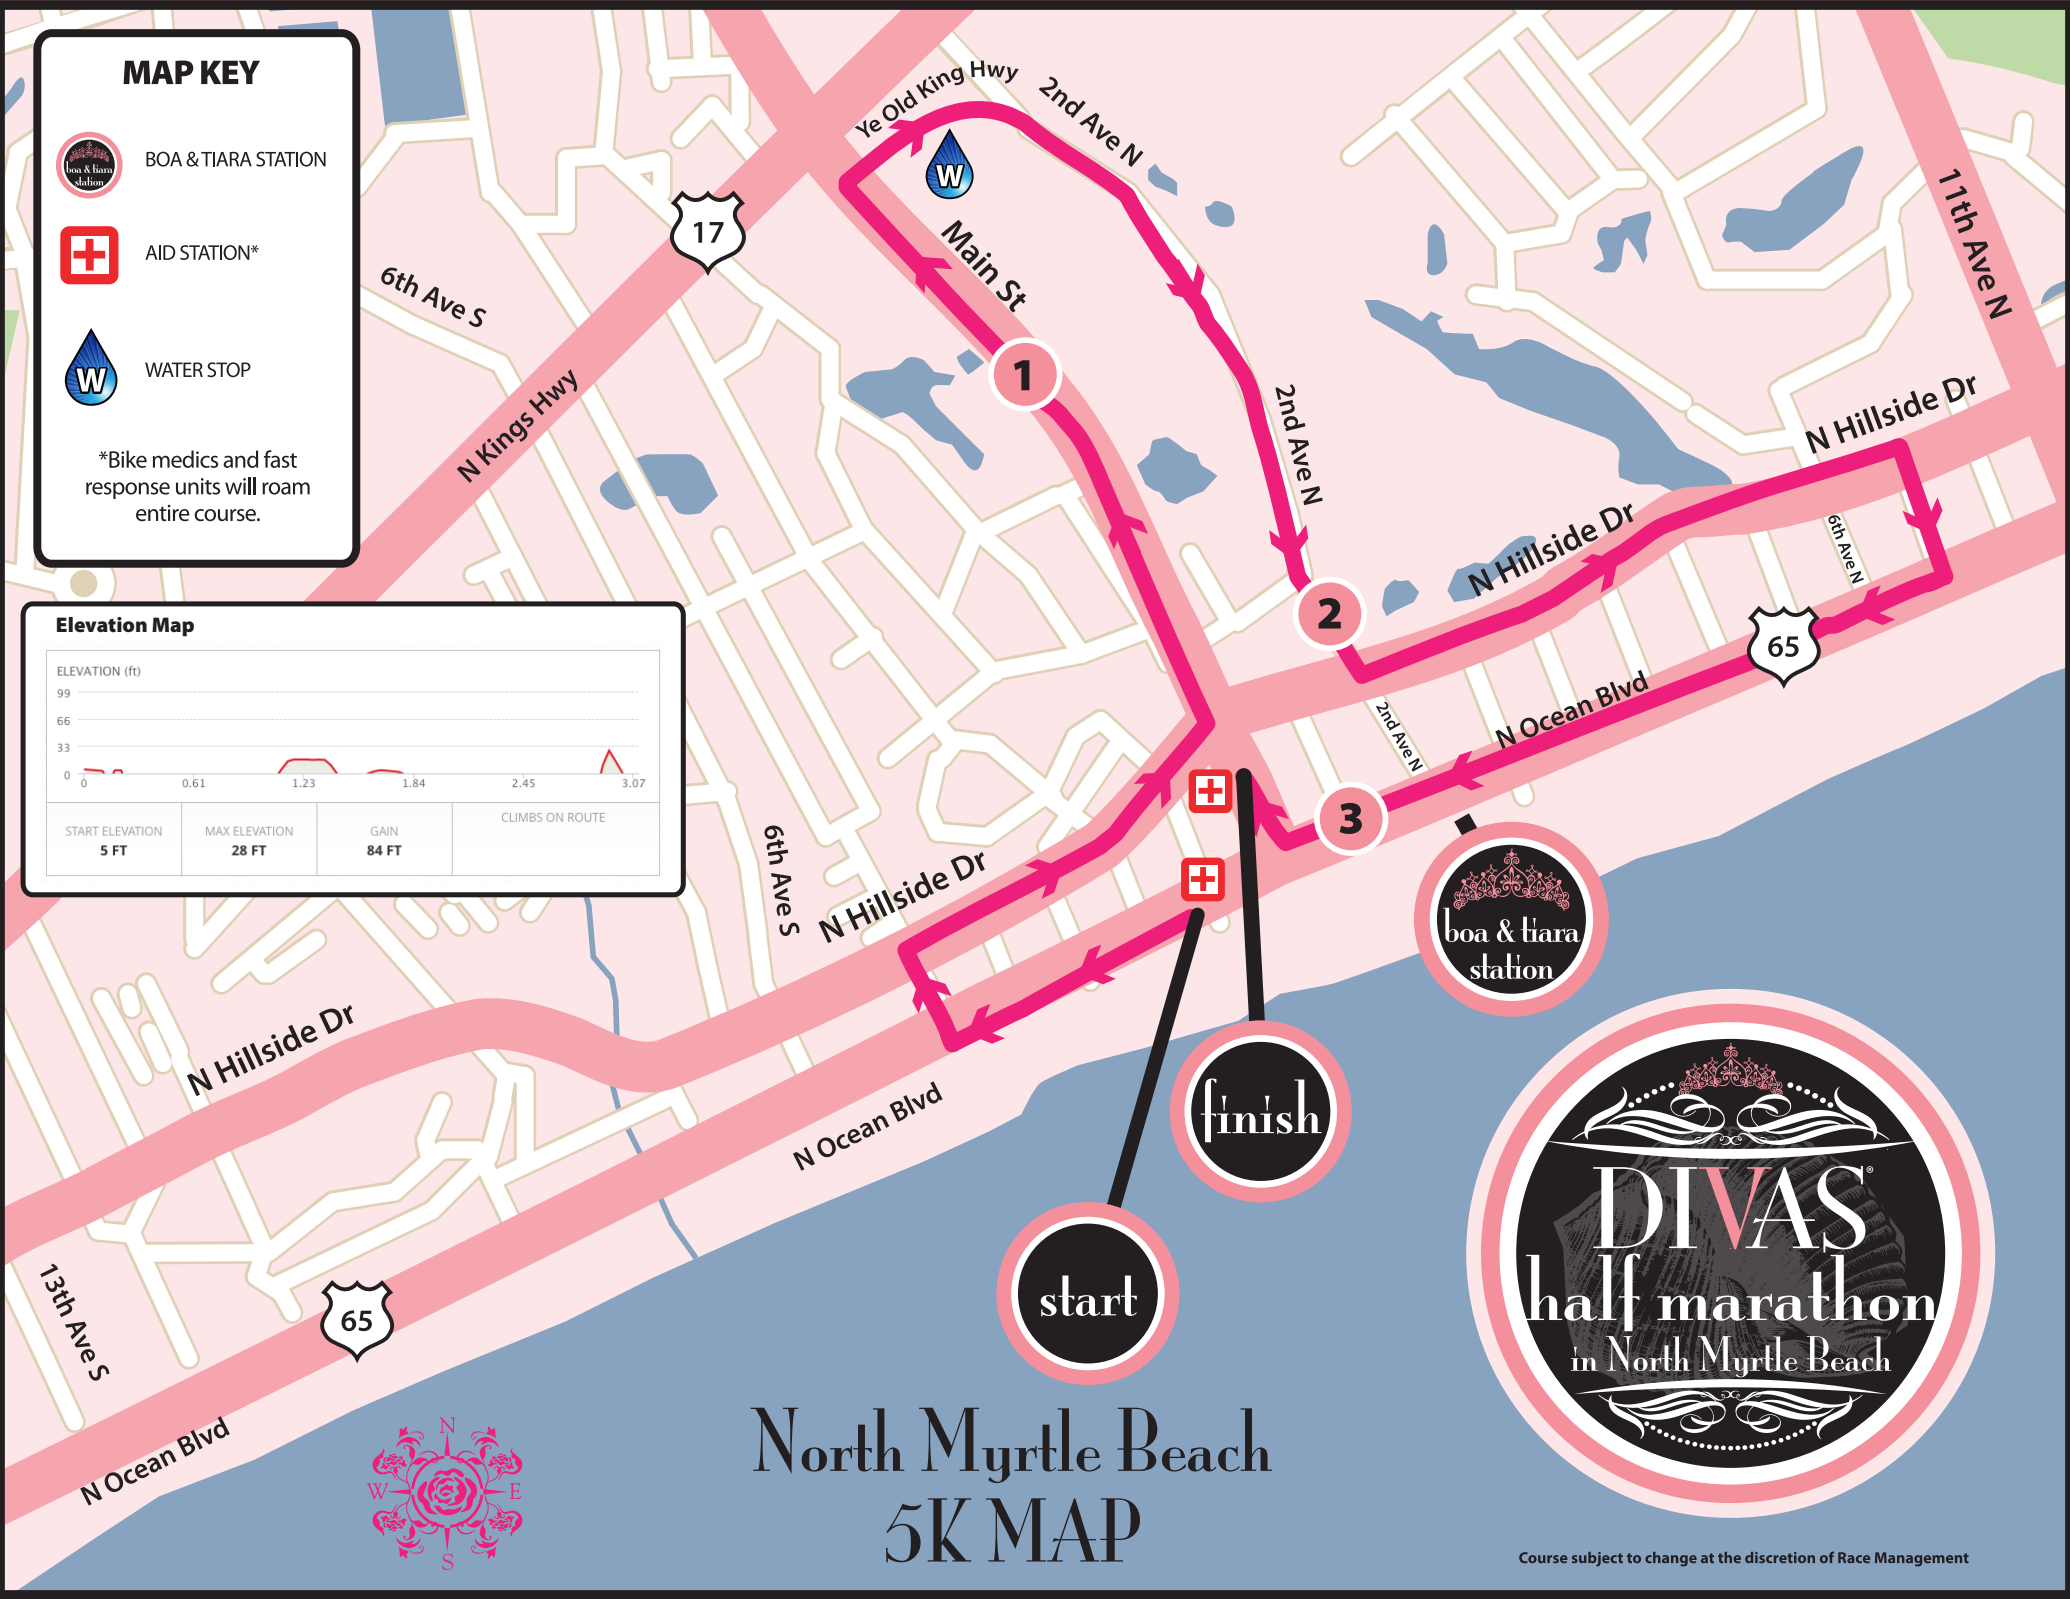 MAP KEY
boa & tiara
station
BOA & TIARA STATION
AID STATION*
W
WATER STOP
*Bike medics and fast
response units will roam
entire course.
Ye Old King Hwy
2nd Ave N
W
17
Main St
6th Ave S
N Kings Hwy
1
2nd Ave N
11th Ave N
N Hillside Dr
N Hillside Dr
6th Ave N
2
65
N Ocean Blvd
2nd Ave N
3
Elevation Map
ELEVATION (ft)
99
66
33
0
0 0.61 1.23 1.84 2.45 3.07
START ELEVATION
5 FT
MAX ELEVATION
28 FT
GAIN
84 FT
CLIMBS ON ROUTE
6th Ave S
N Hillside Dr
boa & tiara
station
N Hillside Dr
N Ocean Blvd
finish
start
13th Ave S
65
N Ocean Blvd
N
W E
S
North Myrtle Beach
5K MAP
DIVAS®
half marathon
in North Myrtle Beach
Course subject to change at the discretion of Race Management